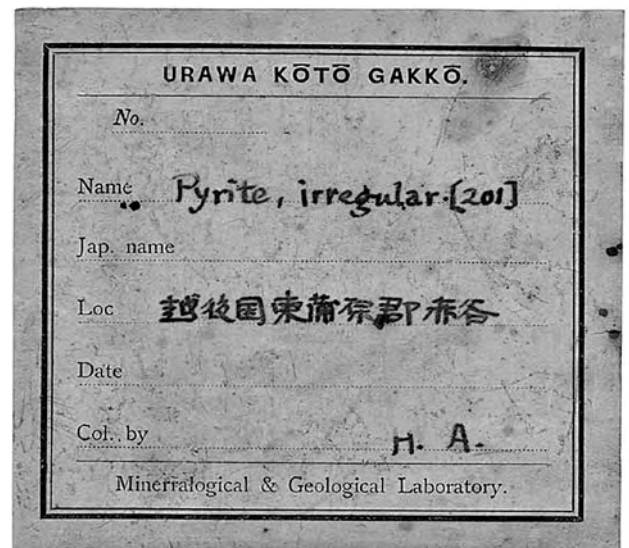 URAWA KŌTŌ GAKKŌ.
No.
Name Pyrite, irregular.[201]
Jap. name
Loc 越後国東蒲原郡赤谷
Date
Col. by H. A.
Minerralogical & Geological Laboratory.